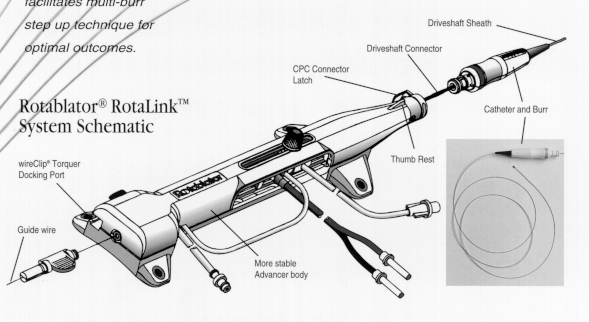 facilitates multi-burr
step up technique for
optimal outcomes.
Rotablator® RotaLink™
System Schematic
Driveshaft Sheath
Driveshaft Connector
CPC Connector
Latch
Catheter and Burr
Thumb Rest
wireClip® Torquer
Docking Port
Rotablator
Guide wire
More stable
Advancer body